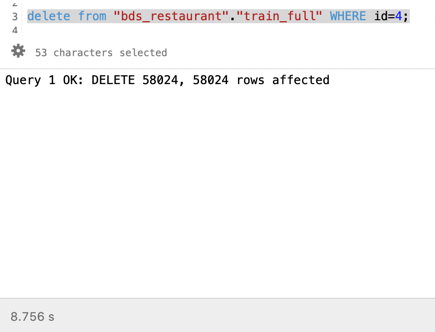 3 delete from "bds_restaurant"."train_full" WHERE id=4;
4
53 characters selected
Query 1 OK: DELETE 58024, 58024 rows affected
8.756 s